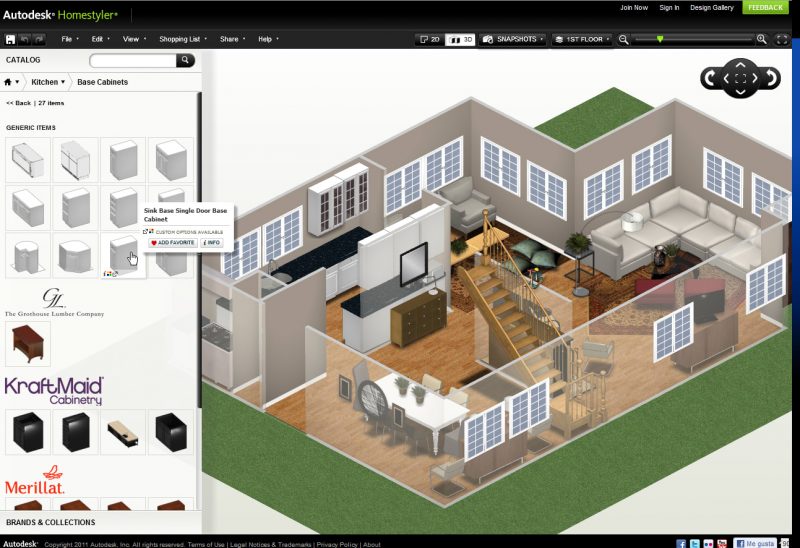 Autodesk® Homestyler®
Join Now Sign In Design Gallery FEEDBACK
File Edit View Shopping List Share Help
2D 3D SNAPSHOTS 1ST FLOOR
CATALOG
Kitchen Base Cabinets
<< Back | 27 items
GENERIC ITEMS
Sink Base Single Door Base
Cabinet
CUSTOM OPTIONS AVAILABLE
ADD FAVORITE i INFO
GL
The Grothouse Lumber Company
KraftMaid
Cabinetry
Merillat.
BRANDS & COLLECTIONS
Autodesk® Copyright 2011 Autodesk, Inc. All rights reserved. Terms of Use | Legal Notices & Trademarks | Privacy Policy | About
Me gusta